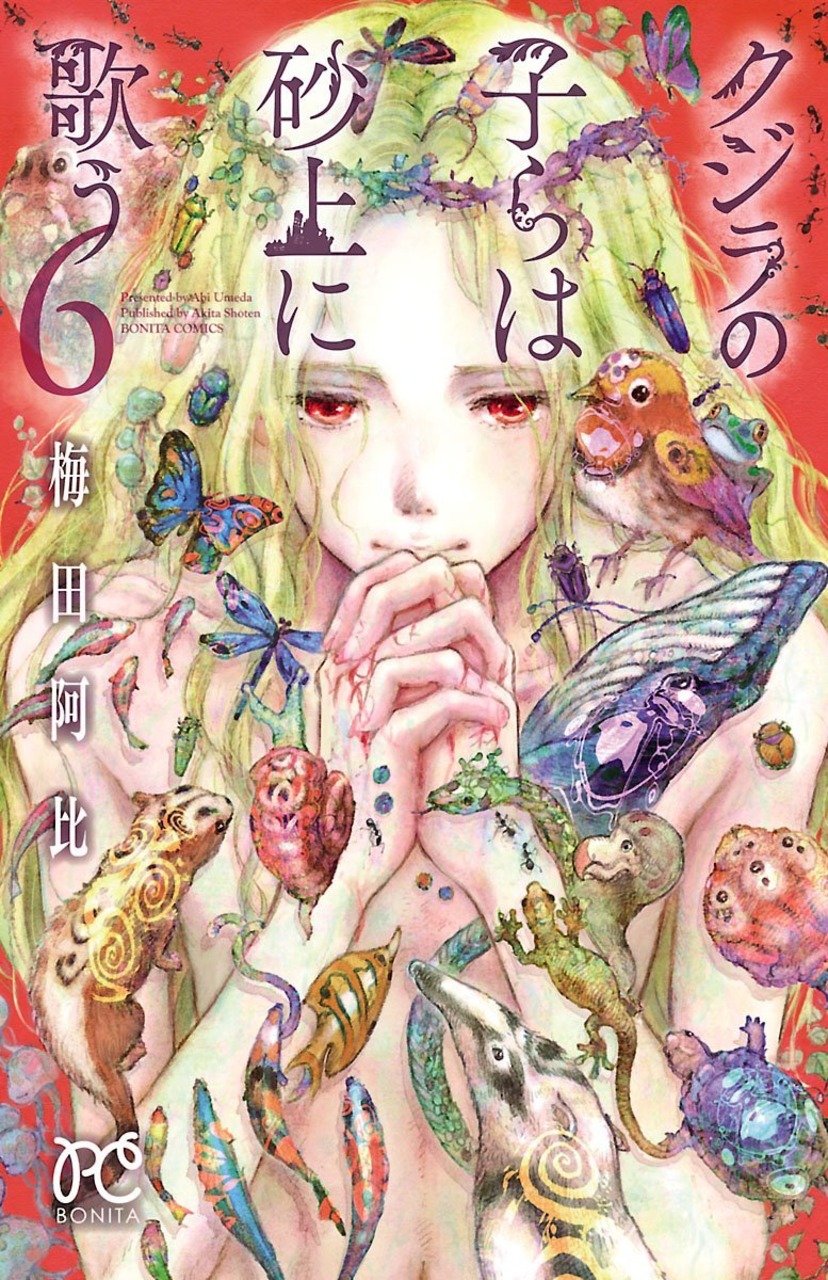 クジラの
子らは
砂上に
歌う
6
Presented by Abi Umeda
Published by Akita Shoten
BONITA COMICS
梅田阿比
PC
BONITA